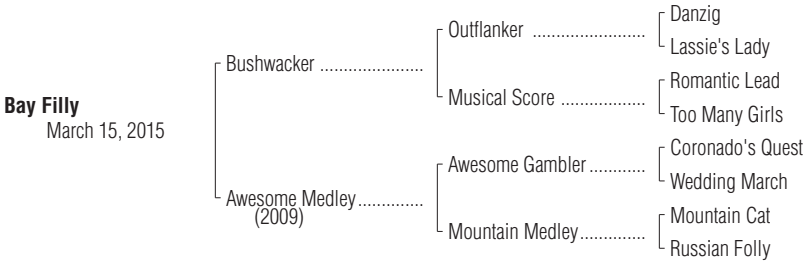 Danzig
Outflanker ........................
Lassie's Lady
Bushwacker ......................
Romantic Lead
Musical Score ..................
Too Many Girls
Bay Filly
March 15, 2015
Coronado's Quest
Awesome Gambler ............
Wedding March
Awesome Medley..............
(2009)
Mountain Cat
Mountain Medley..............
Russian Folly